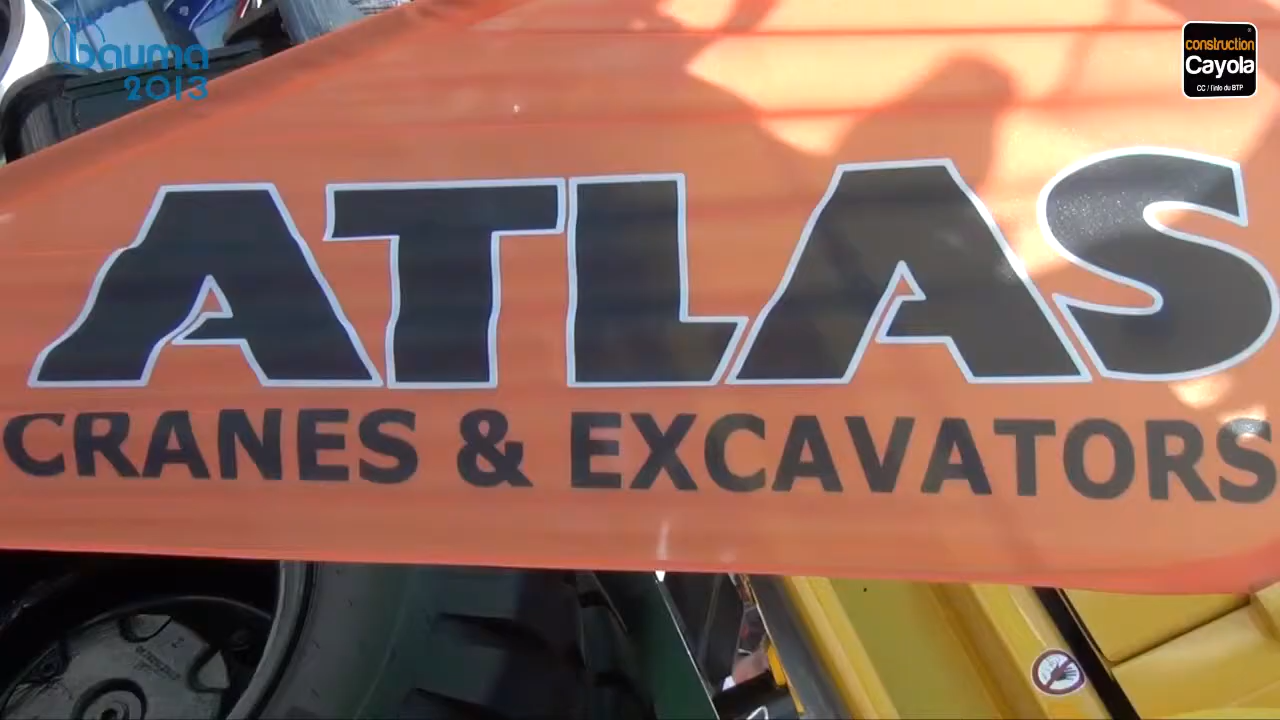 bauma
2013
construction
Cayola
CC / l'info du BTP
ATLAS
CRANES & EXCAVATORS